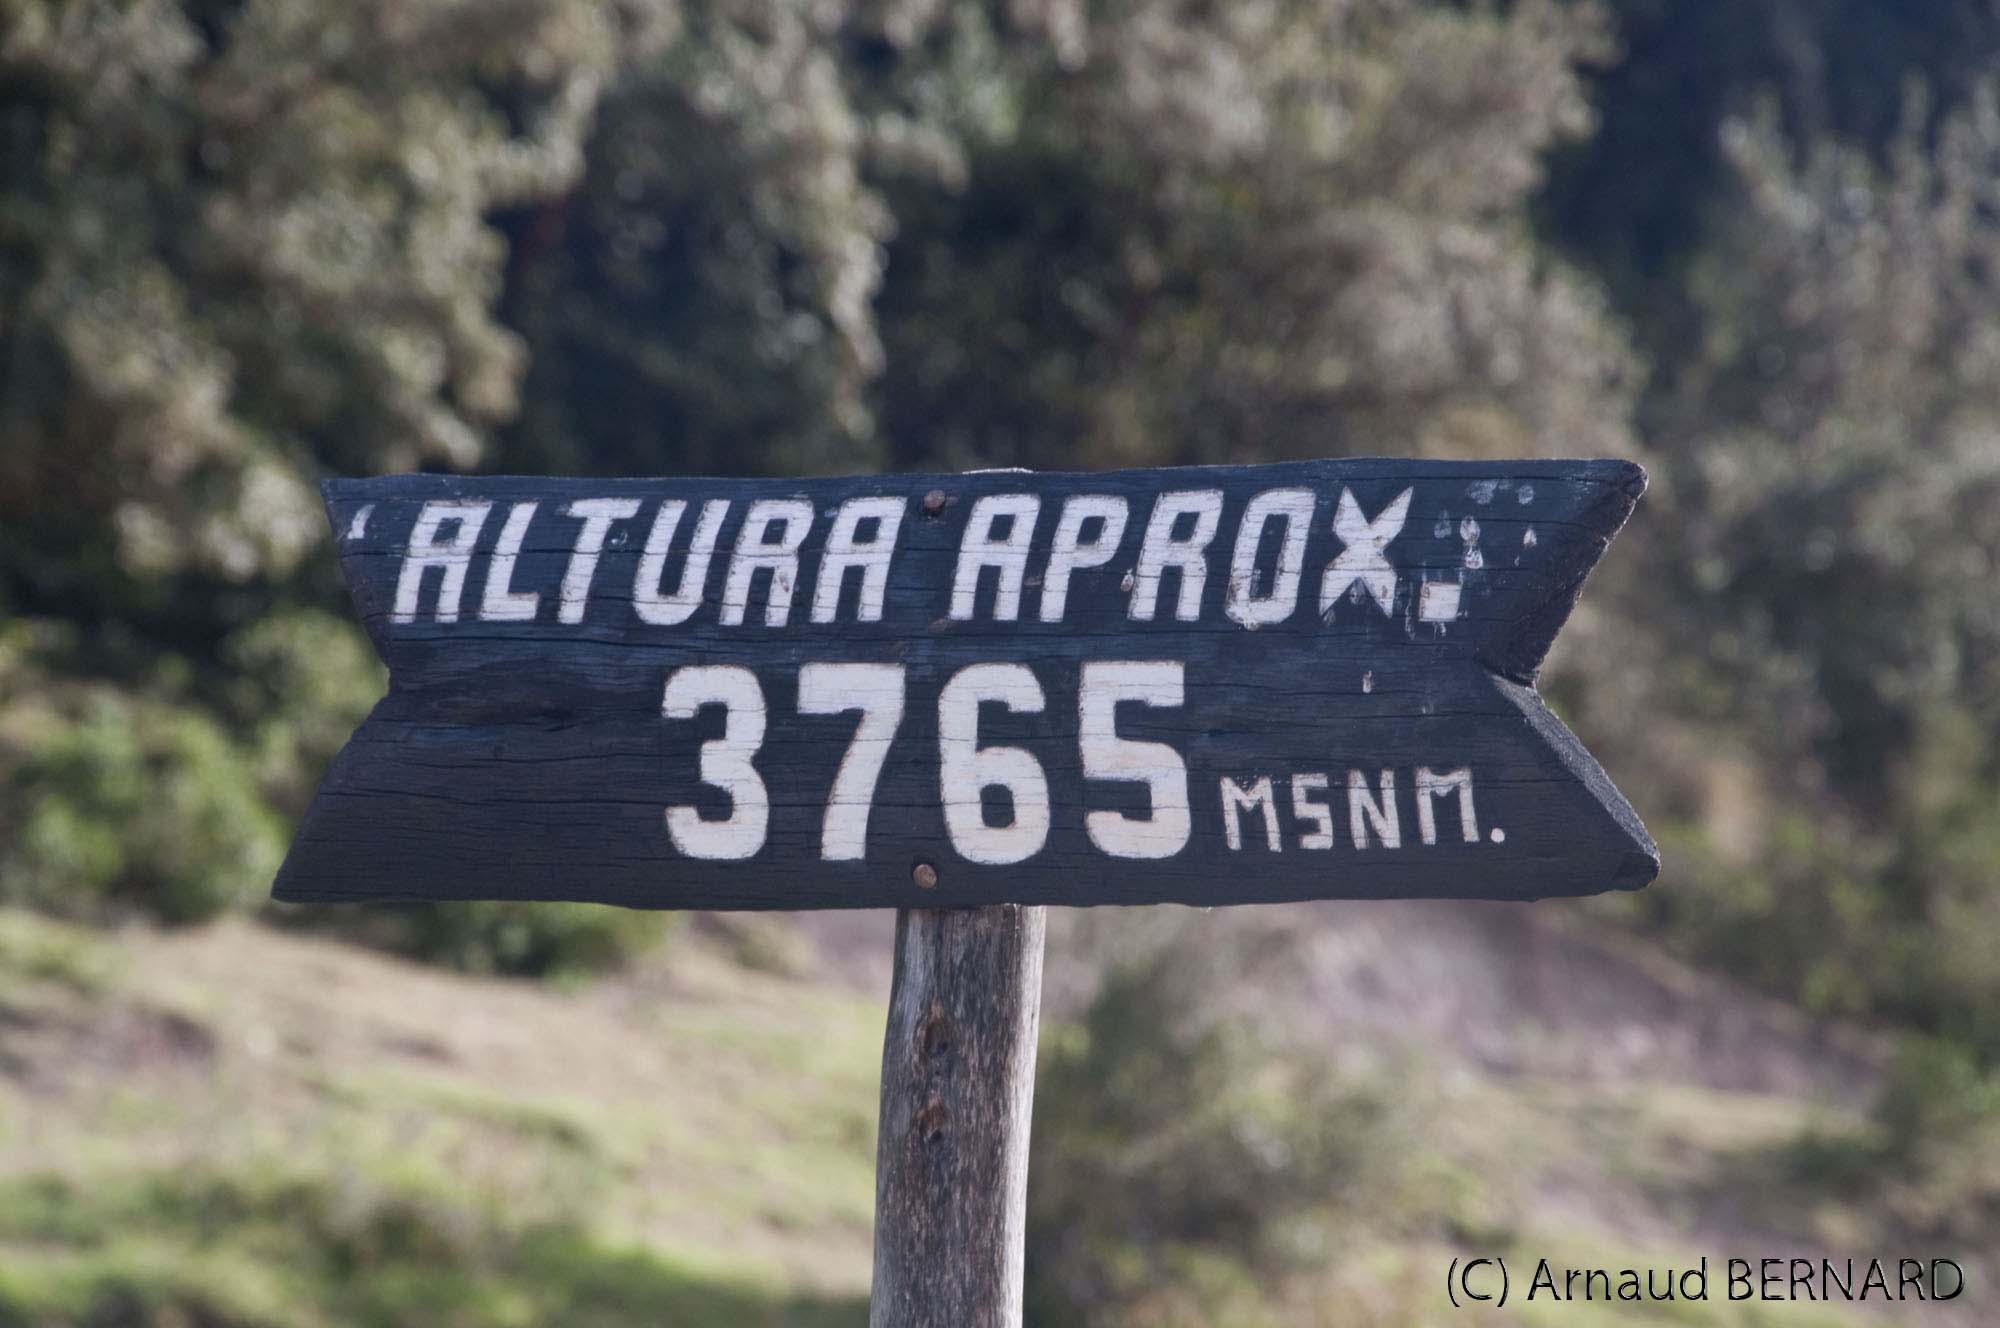 ALTURA APROX.
3765 MSNM.
(C) Arnaud BERNARD